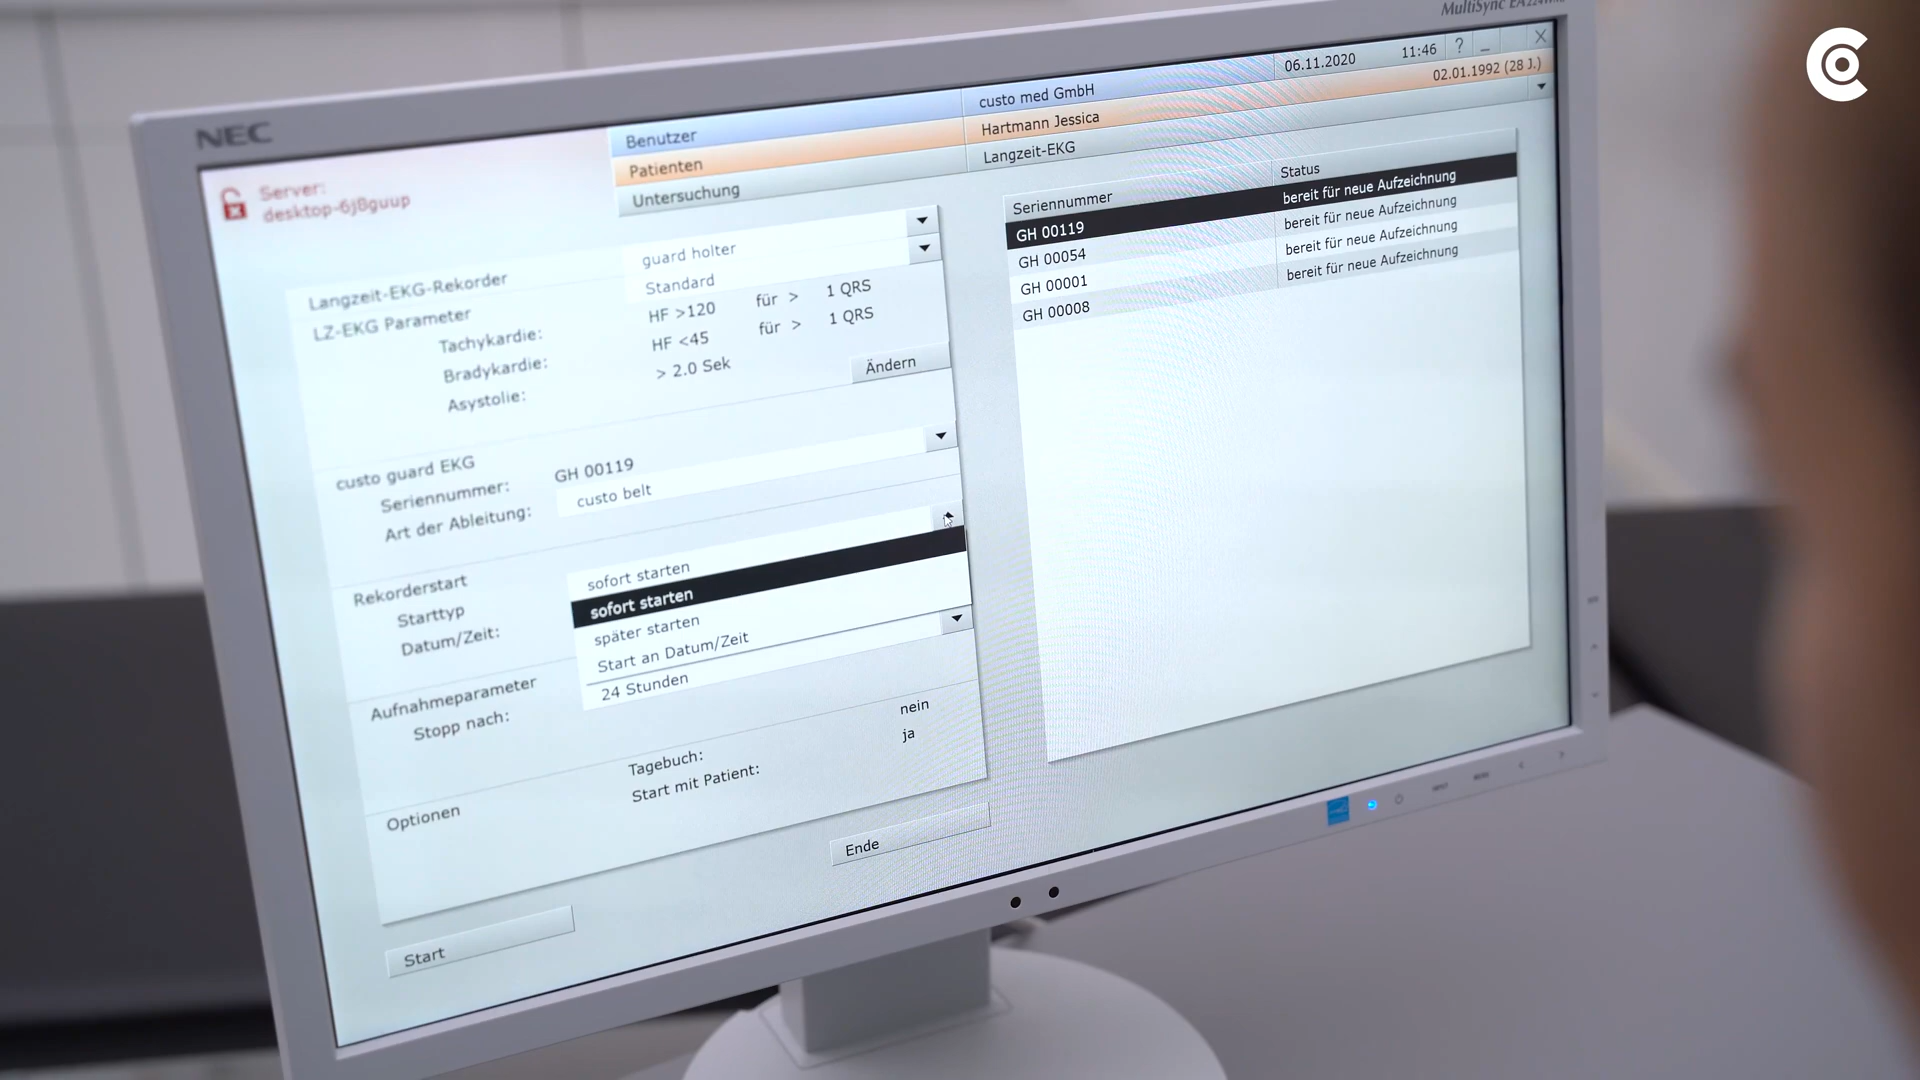 MultiSync
NEC
06.11.2020 11:46 ? _ X
Benutzer custo med GmbH
Patienten Hartmann Jessica 02.01.1992 (28 J.)
Untersuchung Langzeit-EKG
Server:
desktop-6j8guup
Langzeit-EKG-Rekorder guard holter
LZ-EKG Parameter Standard
Tachykardie: HF >120 für > 1 QRS
Bradykardie: HF <45 für > 1 QRS
Asystolie: > 2.0 Sek
Ändern
custo guard EKG
Seriennummer: GH 00119
Art der Ableitung: custo belt
Rekorderstart
Starttyp sofort starten
Datum/Zeit: sofort starten
später starten
Start an Datum/Zeit
Aufnahmeparameter
Stopp nach: 24 Stunden
Optionen
Tagebuch: nein
Start mit Patient: ja
Start
Ende
Seriennummer Status
GH 00119 bereit für neue Aufzeichnung
GH 00054 bereit für neue Aufzeichnung
GH 00001 bereit für neue Aufzeichnung
GH 00008 bereit für neue Aufzeichnung